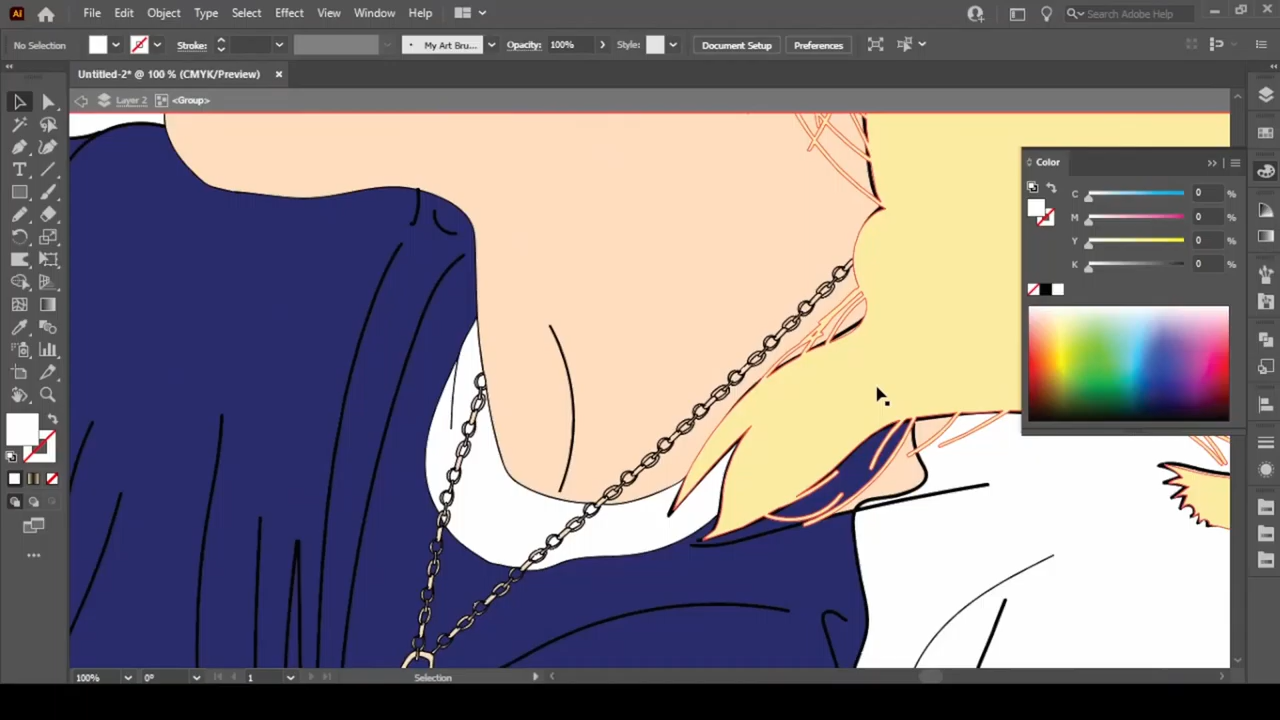 Ai File Edit Object Type Select Effect View Window Help Search Adobe Help
No Selection Stroke: My Art Bru... Opacity: 100% Style: Document Setup Preferences
Untitled-2* @ 100 % (CMYK/Preview)
Layer 2 <Group>
Color
C 0 %
M 0 %
Y 0 %
K 0 %
100% 0° 1 Selection